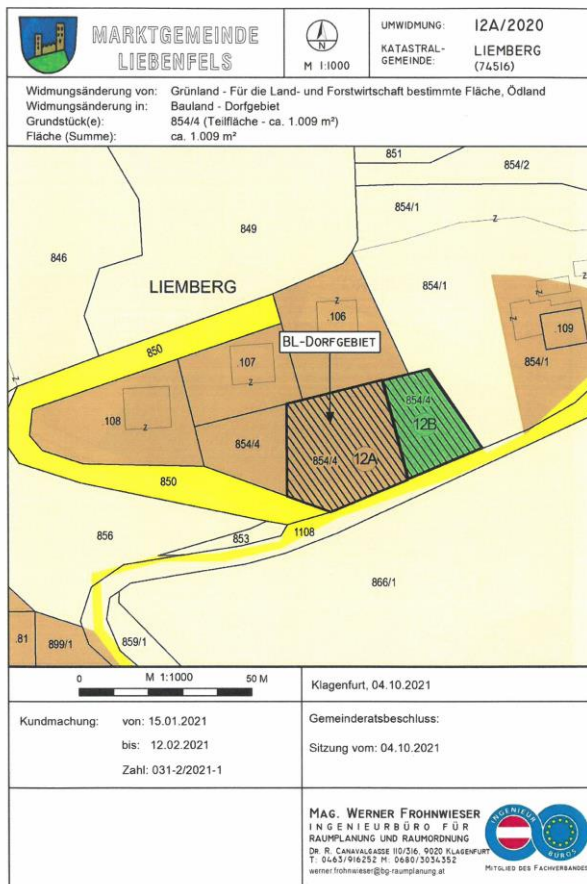 MARKTGEMEINDE
LIEBENFELS
N
M 1:1000
UMWIDMUNG: 12A/2020
KATASTRAL-
GEMEINDE: LIEMBERG
(74516)
Widmungsänderung von: Grünland - Für die Land- und Forstwirtschaft bestimmte Fläche, Ödland
Widmungsänderung in: Bauland - Dorfgebiet
Grundstück(e): 854/4 (Teilfläche - ca. 1.009 m²)
Fläche (Summe): ca. 1.009 m²
851
854/2
854/1
z
849
846
854/1
z
LIEMBERG
z
.106
z
z
.109
850
BL-DORFGEBIET
854/1
.107
z
z
.108
z
854/4
854/4
12B
854/4
12A
850
856
853
1108
866/1
.81
899/1
859/1
0 M 1:1000 50 M
Klagenfurt, 04.10.2021
Kundmachung: von: 15.01.2021
bis: 12.02.2021
Zahl: 031-2/2021-1
Gemeinderatsbeschluss:
Sitzung vom: 04.10.2021
MAG. WERNER FROHNWIESER
INGENIEURBÜRO FÜR
RAUMPLANUNG UND RAUMORDNUNG
DR. R. CANAVALGASSE 110/316, 9020 KLAGENFURT
T: 0463/916252 M: 0680/3034352
werner.frohnwieser@bg-raumplanung.at
INGENIEUR
BÜROS
MITGLIED DES FACHVERBANDES